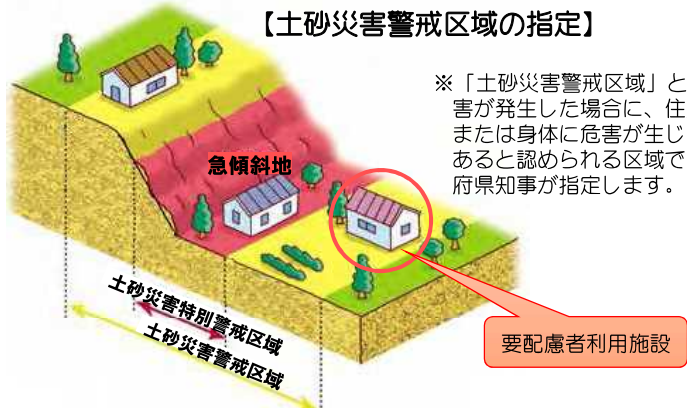 【土砂災害警戒区域の指定】
※「土砂災害警戒区域」と
害が発生した場合に、住
または身体に危害が生じ
あると認められる区域で
府県知事が指定します。
急傾斜地
土砂災害特別警戒区域
土砂災害警戒区域
要配慮者利用施設